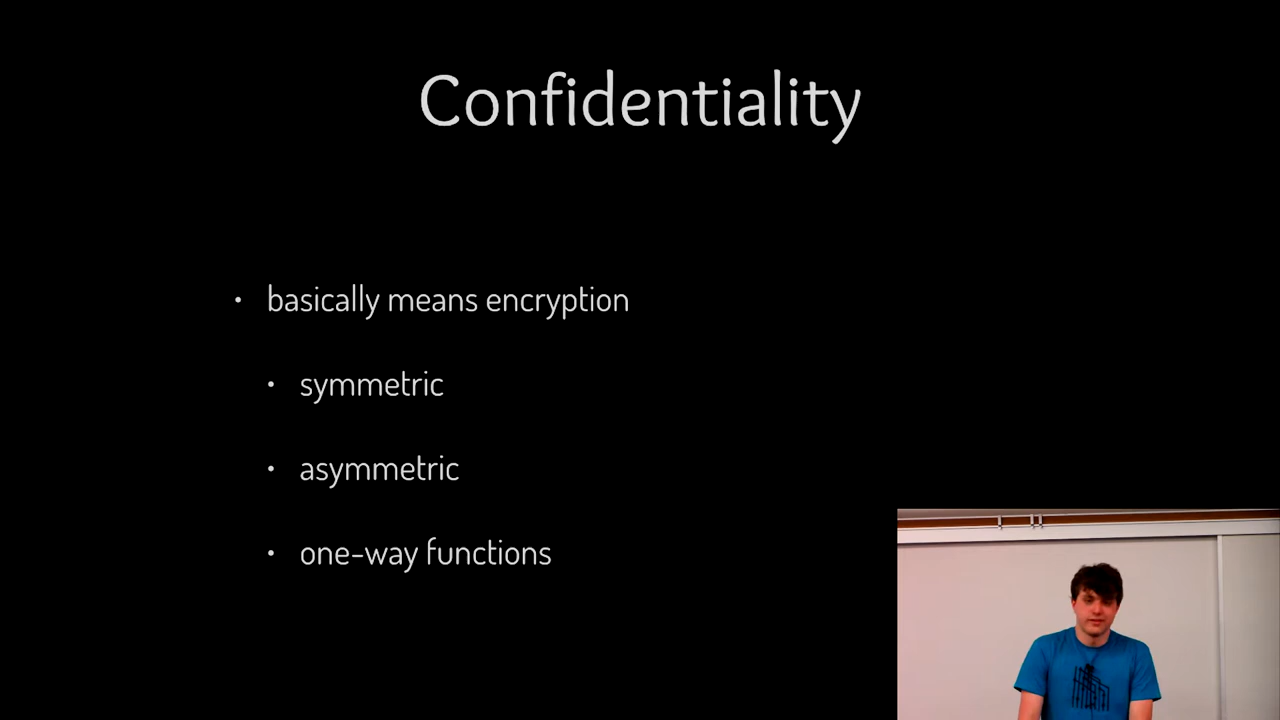 Confidentiality
• basically means encryption
• symmetric
• asymmetric
• one-way functions